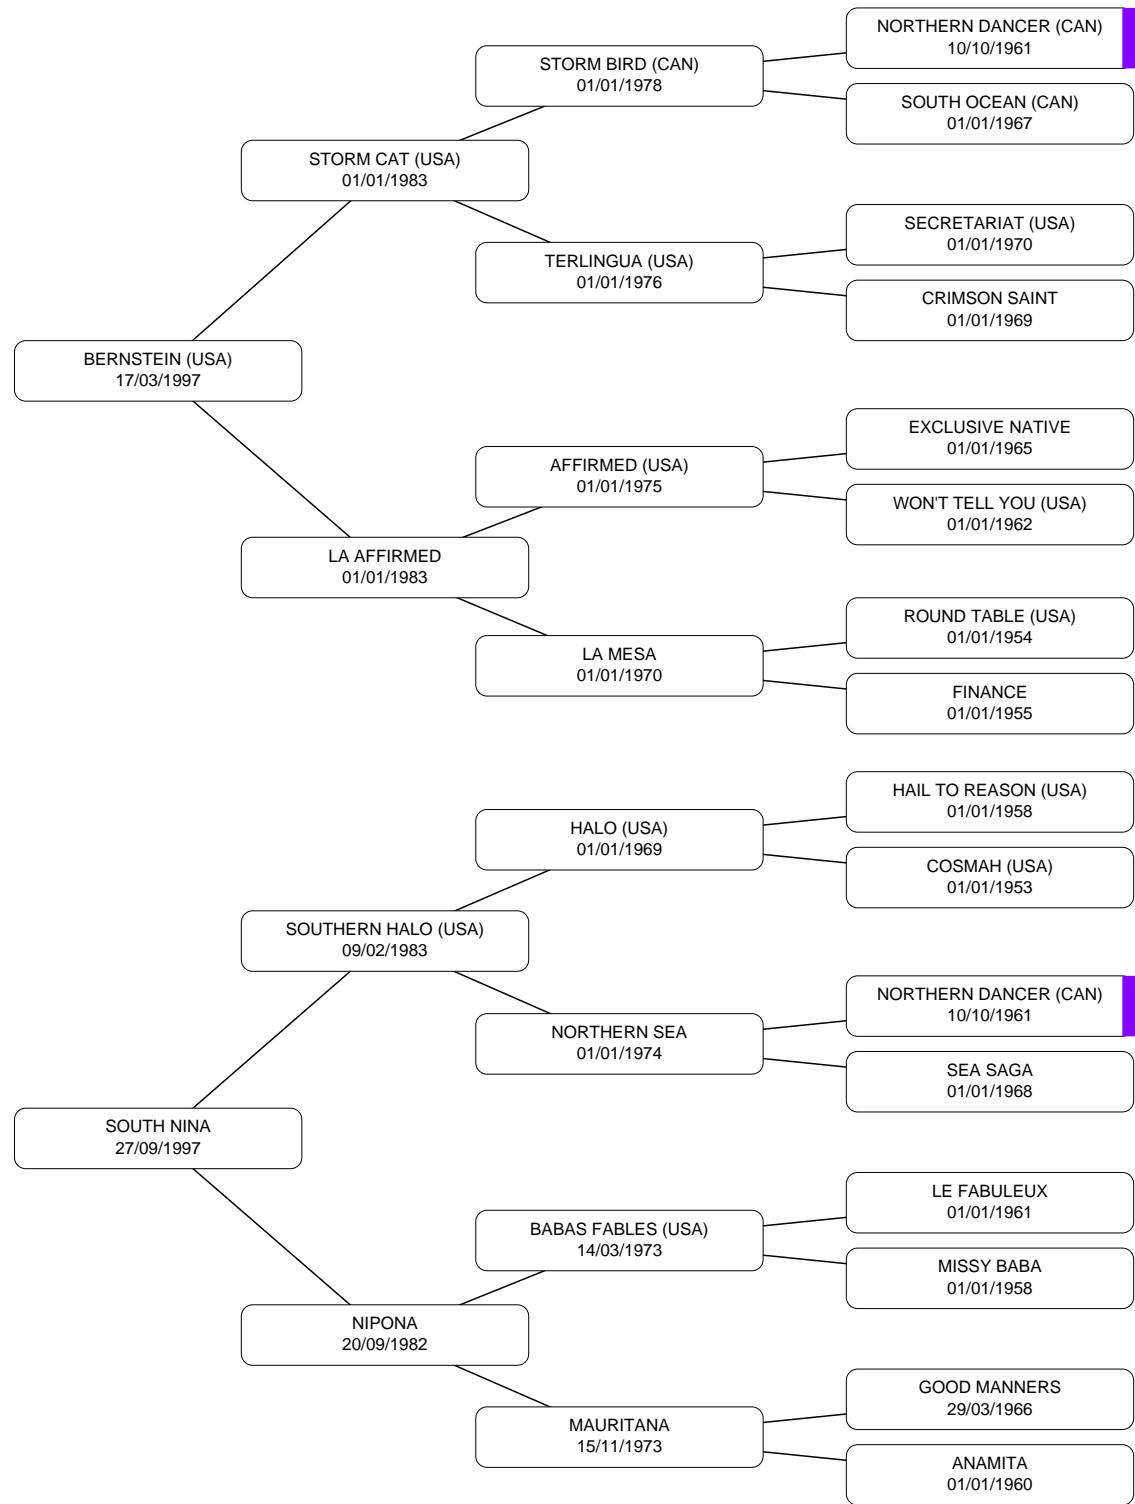 NORTHERN DANCER (CAN)
10/10/1961
STORM BIRD (CAN)
01/01/1978
SOUTH OCEAN (CAN)
01/01/1967
STORM CAT (USA)
01/01/1983
SECRETARIAT (USA)
01/01/1970
TERLINGUA (USA)
01/01/1976
CRIMSON SAINT
01/01/1969
BERNSTEIN (USA)
17/03/1997
EXCLUSIVE NATIVE
01/01/1965
AFFIRMED (USA)
01/01/1975
WON'T TELL YOU (USA)
01/01/1962
LA AFFIRMED
01/01/1983
ROUND TABLE (USA)
01/01/1954
LA MESA
01/01/1970
FINANCE
01/01/1955
HAIL TO REASON (USA)
01/01/1958
HALO (USA)
01/01/1969
COSMAH (USA)
01/01/1953
SOUTHERN HALO (USA)
09/02/1983
NORTHERN DANCER (CAN)
10/10/1961
NORTHERN SEA
01/01/1974
SEA SAGA
01/01/1968
SOUTH NINA
27/09/1997
LE FABULEUX
01/01/1961
BABAS FABLES (USA)
14/03/1973
MISSY BABA
01/01/1958
NIPONA
20/09/1982
GOOD MANNERS
29/03/1966
MAURITANA
15/11/1973
ANAMITA
01/01/1960